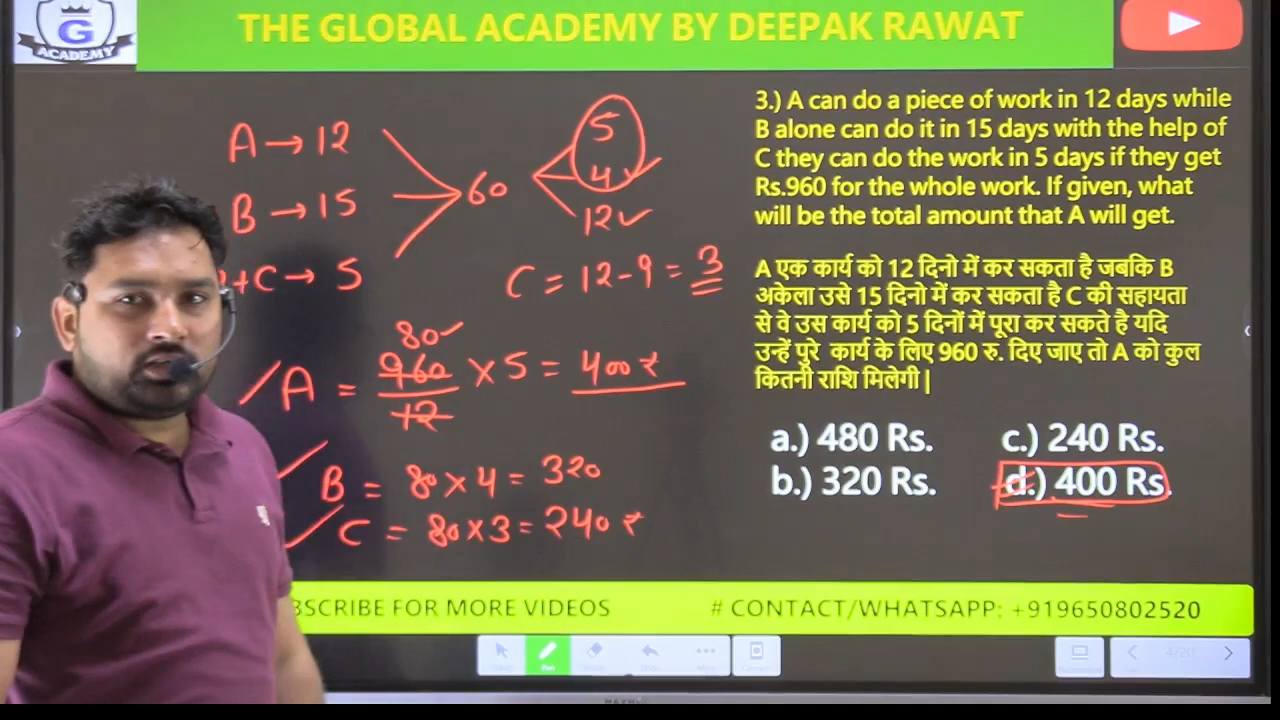 G
ACADEMY
THE GLOBAL ACADEMY BY DEEPAK RAWAT
A → 12
B → 15
+C → 5
60
5
4
12
C = 12 - 9 = 3
80
A = 960/12 × 5 = 400 ₹
B = 80 × 4 = 320
C = 80 × 3 = 240 ₹
3.) A can do a piece of work in 12 days while
B alone can do it in 15 days with the help of
C they can do the work in 5 days if they get
Rs.960 for the whole work. If given, what
will be the total amount that A will get.
A एक कार्य को 12 दिनो में कर सकता है जबकि B
अकेला उसे 15 दिनो में कर सकता है C की सहायता
से वे उस कार्य को 5 दिनों में पूरा कर सकते है यदि
उन्हें पुरे कार्य के लिए 960 रु. दिए जाए तो A को कुल
कितनी राशि मिलेगी |
a.) 480 Rs. c.) 240 Rs.
b.) 320 Rs. d.) 400 Rs.
BSCRIBE FOR MORE VIDEOS # CONTACT/WHATSAPP: +919650802520
Pen
4/20